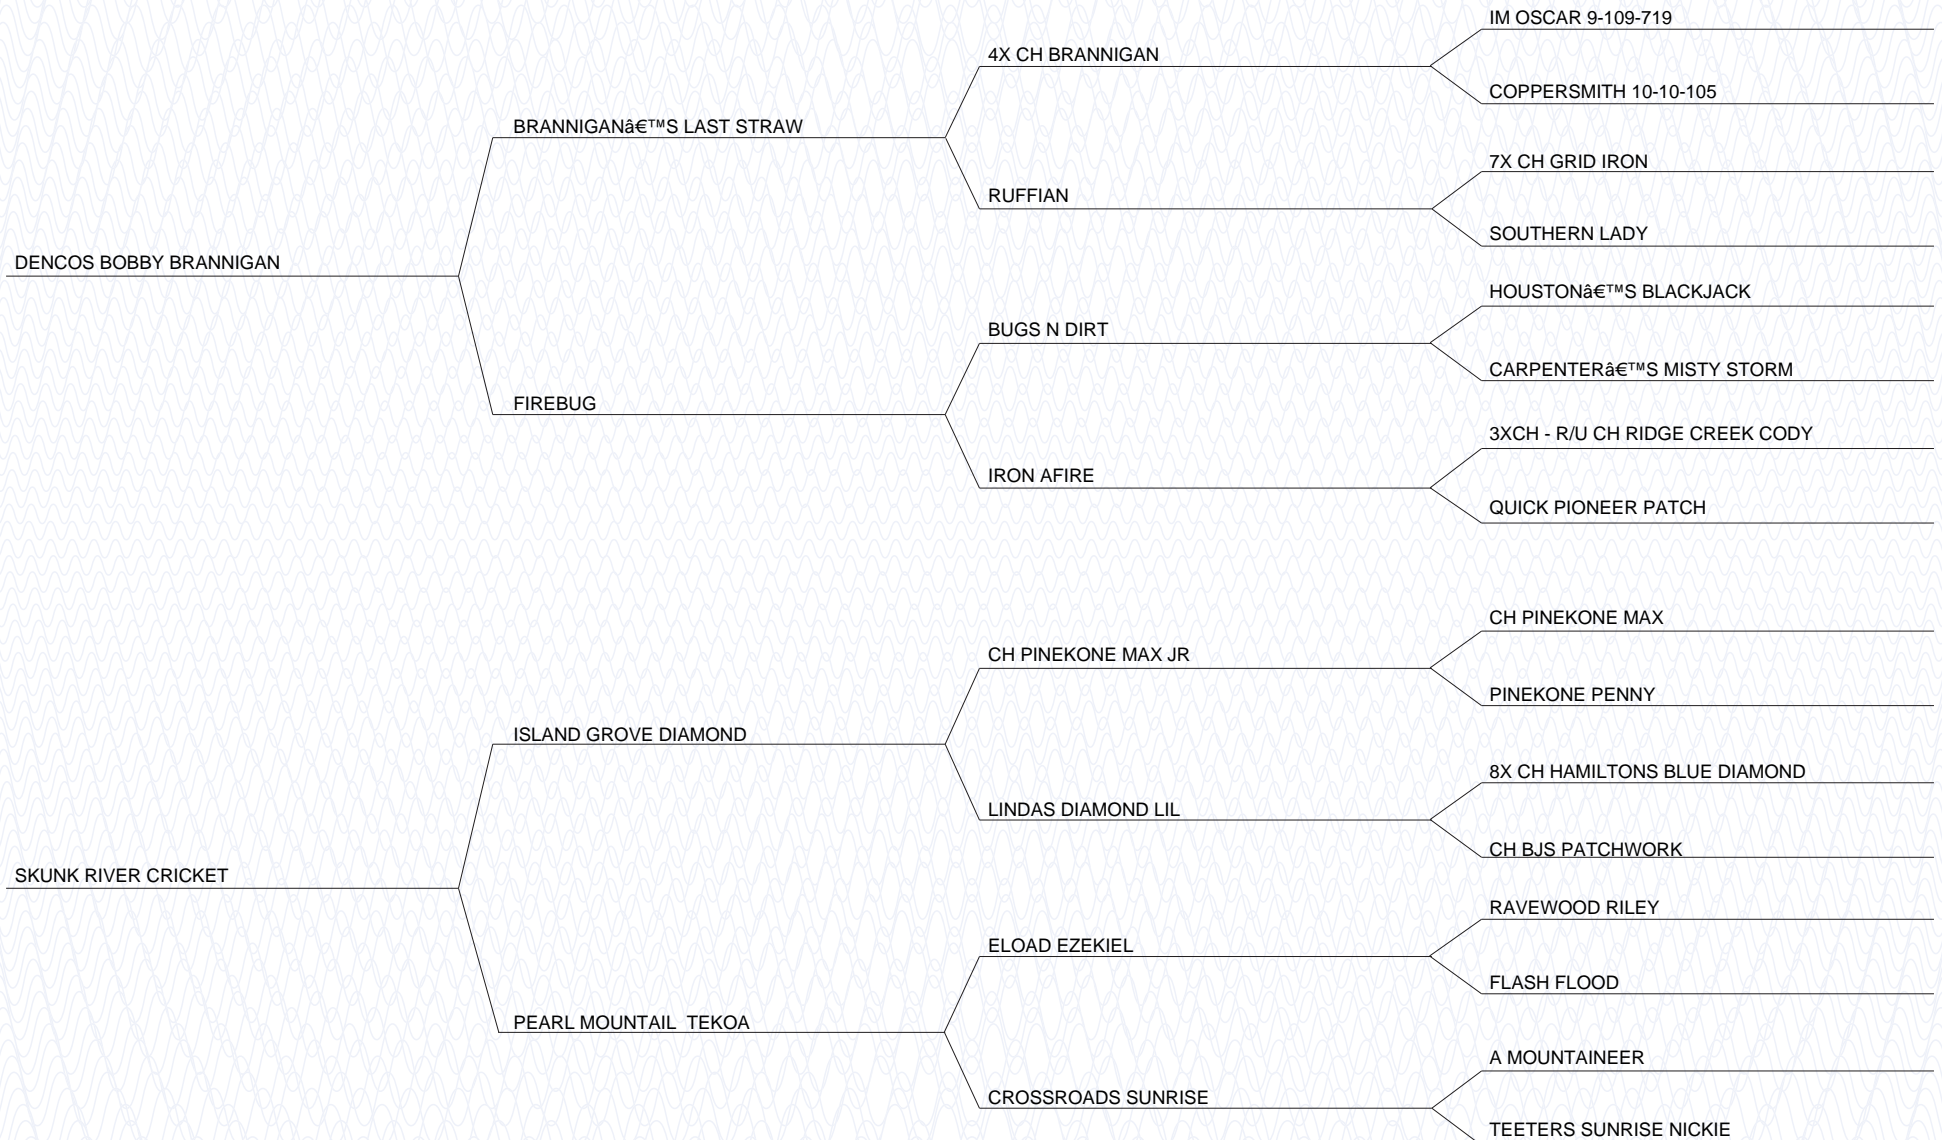 IM OSCAR 9-109-719
4X CH BRANNIGAN
COPPERSMITH 10-10-105
BRANNIGANâ€™S LAST STRAW
7X CH GRID IRON
RUFFIAN
SOUTHERN LADY
DENCOS BOBBY BRANNIGAN
HOUSTONâ€™S BLACKJACK
BUGS N DIRT
CARPENTERâ€™S MISTY STORM
FIREBUG
3XCH - R/U CH RIDGE CREEK CODY
IRON AFIRE
QUICK PIONEER PATCH
CH PINEKONE MAX
CH PINEKONE MAX JR
PINEKONE PENNY
ISLAND GROVE DIAMOND
8X CH HAMILTONS BLUE DIAMOND
LINDAS DIAMOND LIL
CH BJS PATCHWORK
SKUNK RIVER CRICKET
RAVEWOOD RILEY
ELOAD EZEKIEL
FLASH FLOOD
PEARL MOUNTAIL  TEKOA
A MOUNTAINEER
CROSSROADS SUNRISE
TEETERS SUNRISE NICKIE